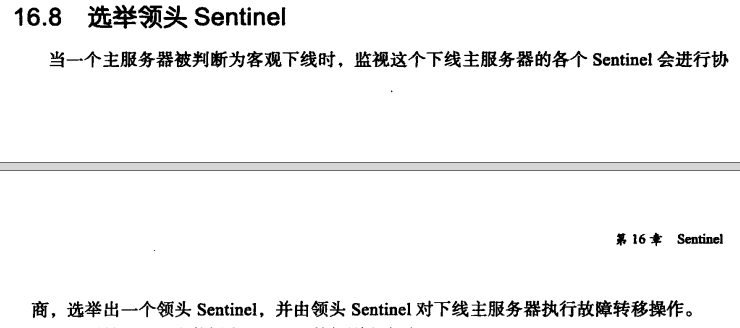 16.8 选举领头 Sentinel
当一个主服务器被判断为客观下线时，监视这个下线主服务器的各个 Sentinel 会进行协
第 16 章 Sentinel
商，选举出一个领头 Sentinel，并由领头 Sentinel 对下线主服务器执行故障转移操作。